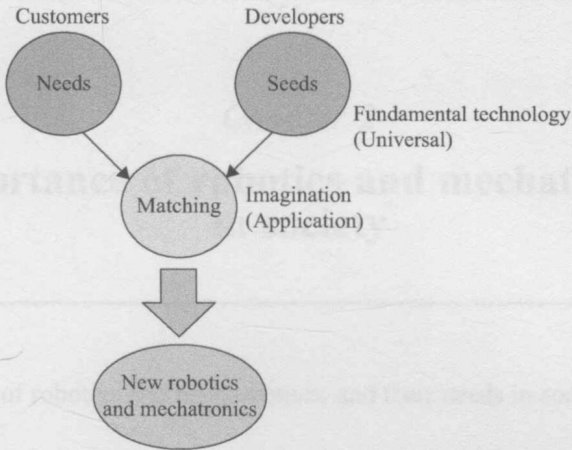 Customers
Developers
Needs
Seeds
Fundamental technology
(Universal)
Matching
Imagination
(Application)
New robotics
and mechatronics